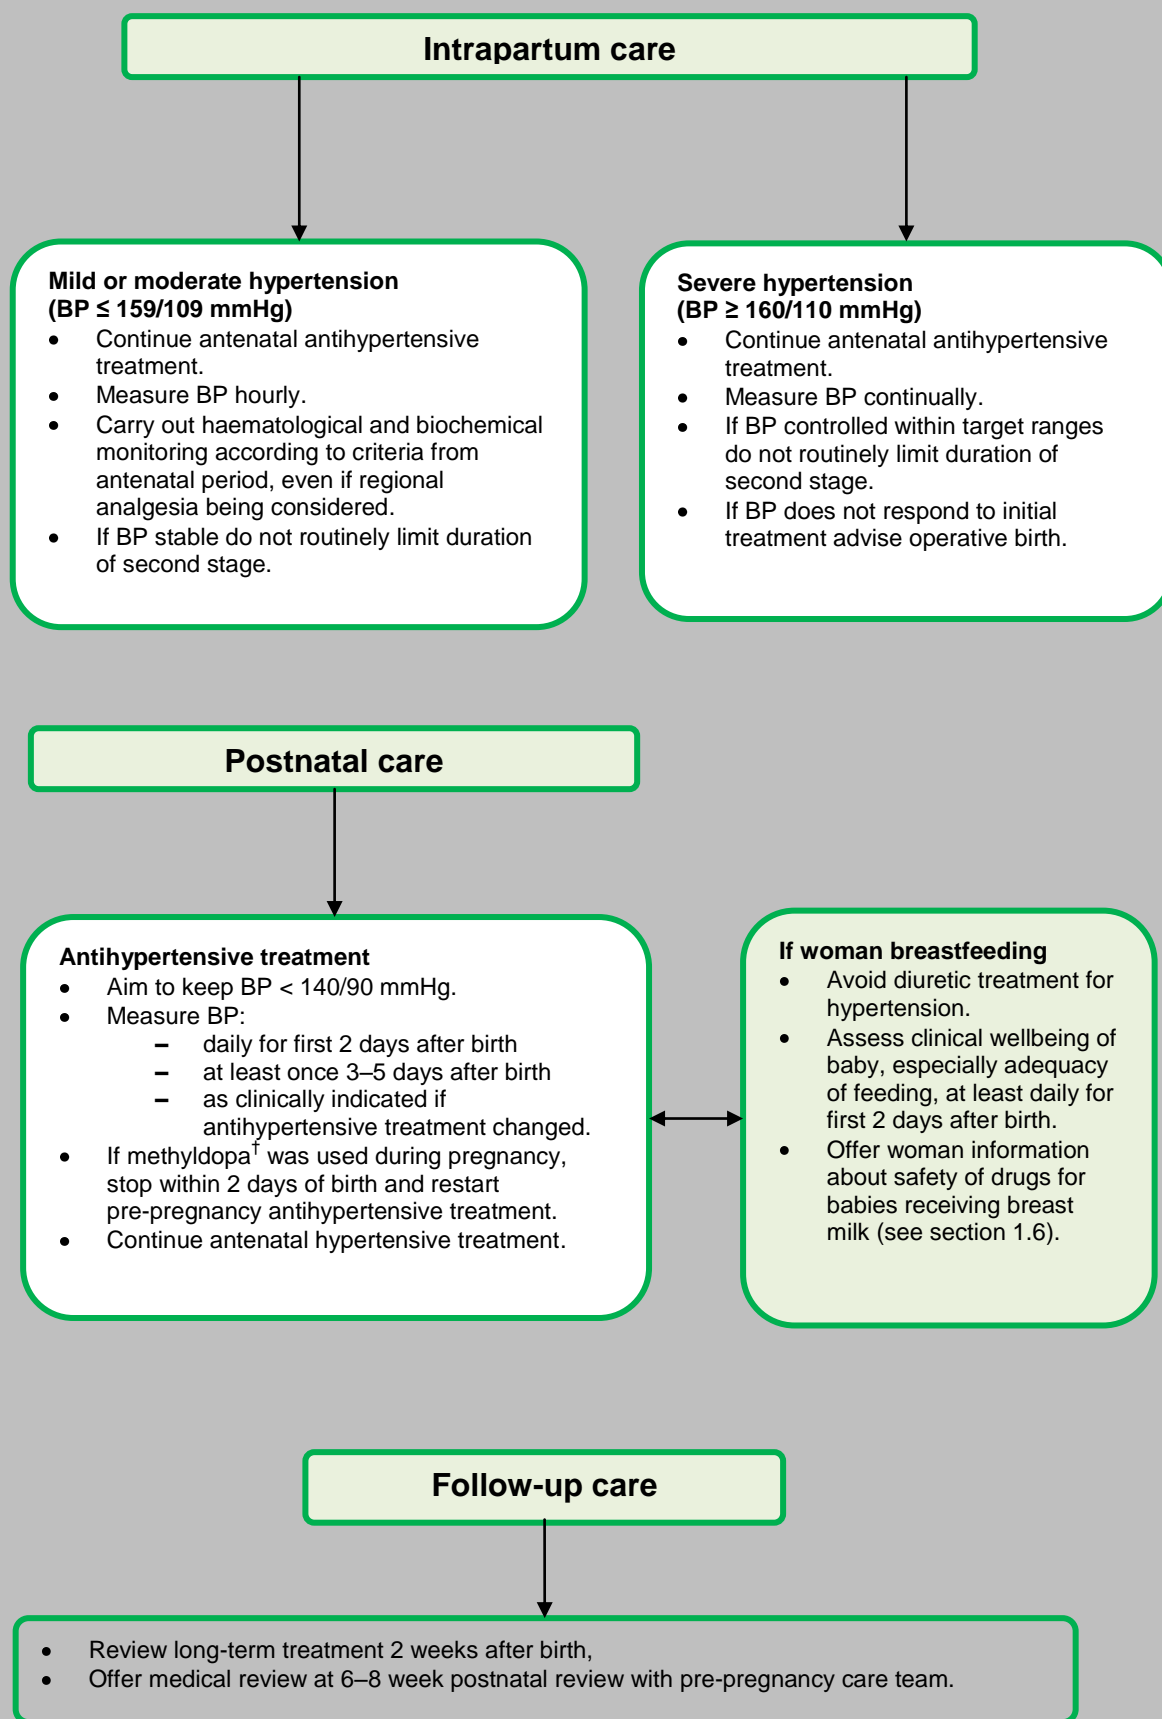 Intrapartum care
Mild or moderate hypertension
(BP ≤ 159/109 mmHg)
• Continue antenatal antihypertensive
treatment.
• Measure BP hourly.
• Carry out haematological and biochemical
monitoring according to criteria from
antenatal period, even if regional
analgesia being considered.
• If BP stable do not routinely limit duration
of second stage.
Severe hypertension
(BP ≥ 160/110 mmHg)
• Continue antenatal antihypertensive
treatment.
• Measure BP continually.
• If BP controlled within target ranges
do not routinely limit duration of
second stage.
• If BP does not respond to initial
treatment advise operative birth.
Postnatal care
Antihypertensive treatment
• Aim to keep BP < 140/90 mmHg.
• Measure BP:
– daily for first 2 days after birth
– at least once 3–5 days after birth
– as clinically indicated if
antihypertensive treatment changed.
• If methyldopa† was used during pregnancy,
stop within 2 days of birth and restart
pre-pregnancy antihypertensive treatment.
• Continue antenatal hypertensive treatment.
If woman breastfeeding
• Avoid diuretic treatment for
hypertension.
• Assess clinical wellbeing of
baby, especially adequacy
of feeding, at least daily for
first 2 days after birth.
• Offer woman information
about safety of drugs for
babies receiving breast
milk (see section 1.6).
Follow-up care
• Review long-term treatment 2 weeks after birth,
• Offer medical review at 6–8 week postnatal review with pre-pregnancy care team.